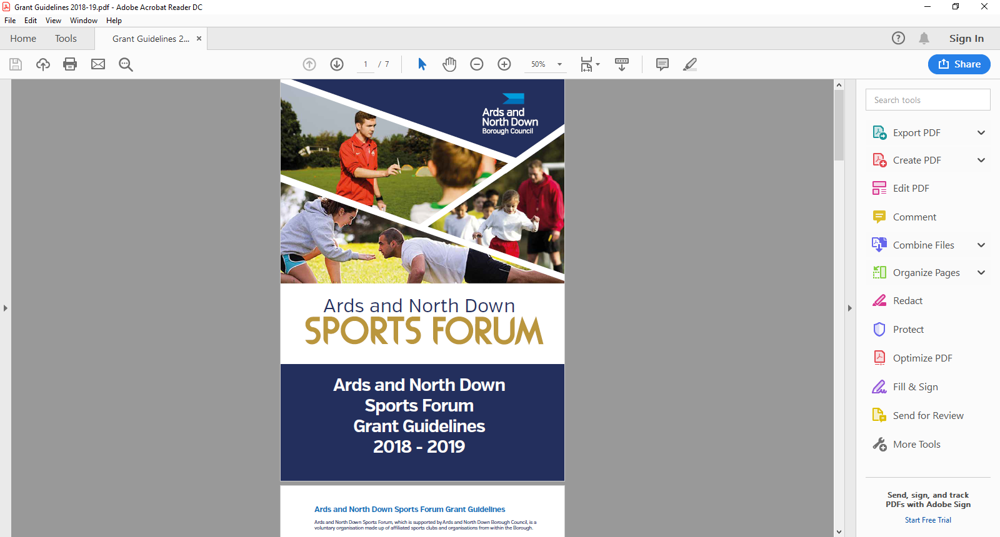 Grant Guidelines 2018-19.pdf - Adobe Acrobat Reader DC
File Edit View Window Help
Home Tools Grant Guidelines 2... × Sign In
1 / 7 50% Share
Ards and
North Down
Borough Council
Ards and North Down
SPORTS FORUM
Ards and North Down
Sports Forum
Grant Guidelines
2018 - 2019
Ards and North Down Sports Forum Grant Guidelines
Ards and North Down Sports Forum, which is supported by Ards and North Down Borough Council, is a
voluntary organisation made up of affiliated sports clubs and organisations from within the Borough.
Search tools
Export PDF
Create PDF
Edit PDF
Comment
Combine Files
Organize Pages
Redact
Protect
Optimize PDF
Fill & Sign
Send for Review
More Tools
Send, sign, and track
PDFs with Adobe Sign
Start Free Trial